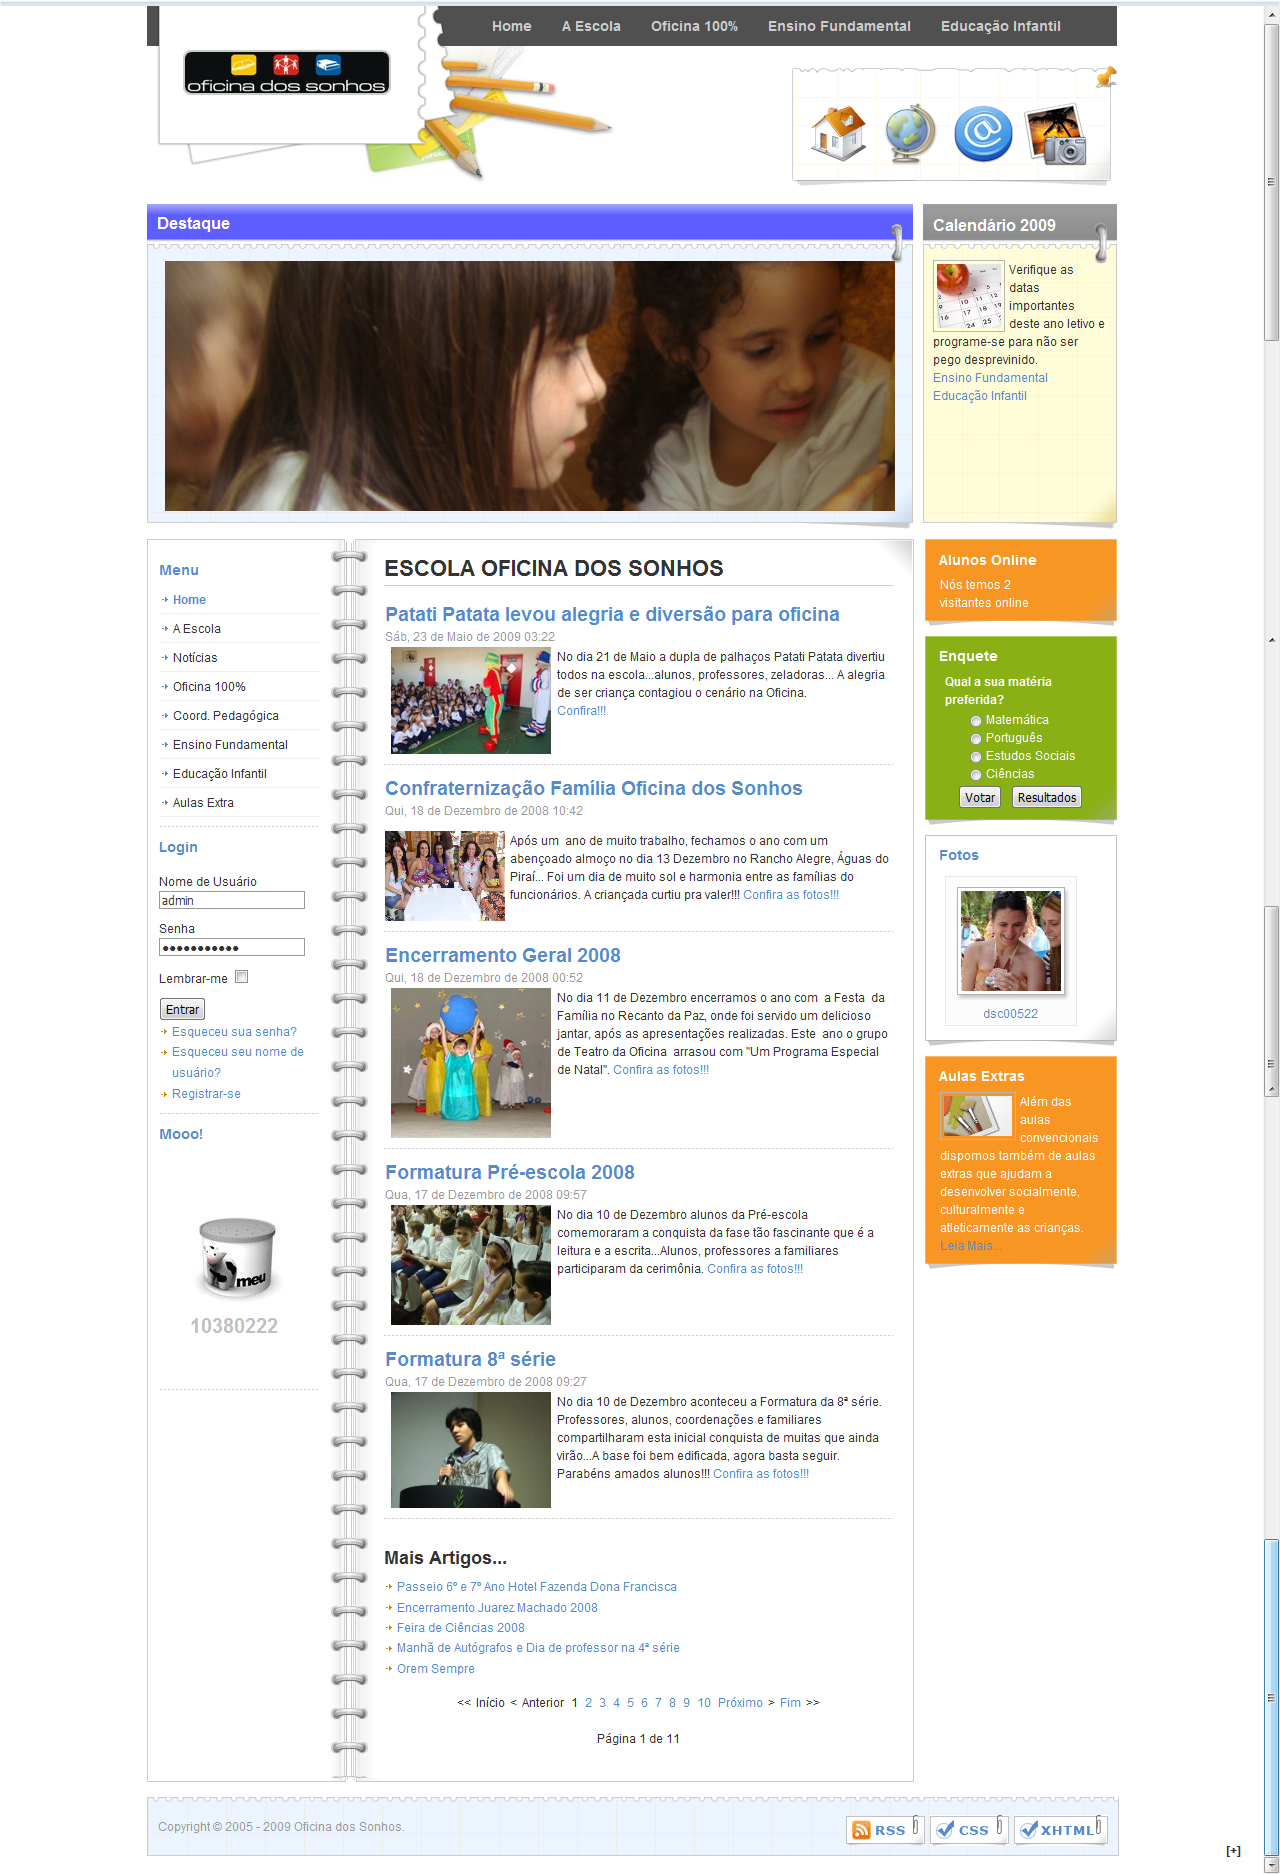 Home A Escola Oficina 100% Ensino Fundamental Educação Infantil
oficina dos sonhos
Destaque
Calendário 2009
Verifique as
datas
importantes
deste ano letivo e
programe-se para não ser
pego desprevinido.
Ensino Fundamental
Educação Infantil
Menu
Home
A Escola
Notícias
Oficina 100%
Coord. Pedagógica
Ensino Fundamental
Educação Infantil
Aulas Extra
Login
Nome de Usuário
admin
Senha
•••••••••••
Lembrar-me
Entrar
Esqueceu sua senha?
Esqueceu seu nome de
usuário?
Registrar-se
Mooo!
meu
10380222
ESCOLA OFICINA DOS SONHOS
Patati Patata levou alegria e diversão para oficina
Sáb, 23 de Maio de 2009 03:22
No dia 21 de Maio a dupla de palhaços Patati Patata divertiu
todos na escola...alunos, professores, zeladoras... A alegria
de ser criança contagiou o cenário na Oficina.
Confira!!!
Confraternização Família Oficina dos Sonhos
Qui, 18 de Dezembro de 2008 10:42
Após um ano de muito trabalho, fechamos o ano com um
abençoado almoço no dia 13 Dezembro no Rancho Alegre, Águas do
Piraí... Foi um dia de muito sol e harmonia entre as famílias do
funcionários. A criançada curtiu pra valer!!! Confira as fotos!!!
Encerramento Geral 2008
Qui, 18 de Dezembro de 2008 00:52
No dia 11 de Dezembro encerramos o ano com a Festa da
Família no Recanto da Paz, onde foi servido um delicioso
jantar, após as apresentações realizadas. Este ano o grupo
de Teatro da Oficina arrasou com "Um Programa Especial
de Natal". Confira as fotos!!!
Formatura Pré-escola 2008
Qua, 17 de Dezembro de 2008 09:57
No dia 10 de Dezembro alunos da Pré-escola
comemoraram a conquista da fase tão fascinante que é a
leitura e a escrita...Alunos, professores a familiares
participaram da cerimônia. Confira as fotos!!!
Formatura 8ª série
Qua, 17 de Dezembro de 2008 09:27
No dia 10 de Dezembro aconteceu a Formatura da 8ª série.
Professores, alunos, coordenações e familiares
compartilharam esta inicial conquista de muitas que ainda
virão...A base foi bem edificada, agora basta seguir.
Parabéns amados alunos!!! Confira as fotos!!!
Mais Artigos...
Passeio 6º e 7º Ano Hotel Fazenda Dona Francisca
Encerramento Juarez Machado 2008
Feira de Ciências 2008
Manhã de Autógrafos e Dia de professor na 4ª série
Orem Sempre
<< Início < Anterior 1 2 3 4 5 6 7 8 9 10 Próximo > Fim >>
Página 1 de 11
Alunos Online
Nós temos 2
visitantes online
Enquete
Qual a sua matéria
preferida?
Matemática
Português
Estudos Sociais
Ciências
Votar Resultados
Fotos
dsc00522
Aulas Extras
Além das
aulas
convencionais
dispomos também de aulas
extras que ajudam a
desenvolver socialmente,
culturalmente e
atleticamente as crianças.
Leia Mais...
Copyright © 2005 - 2009 Oficina dos Sonhos.
RSS CSS XHTML
[+]